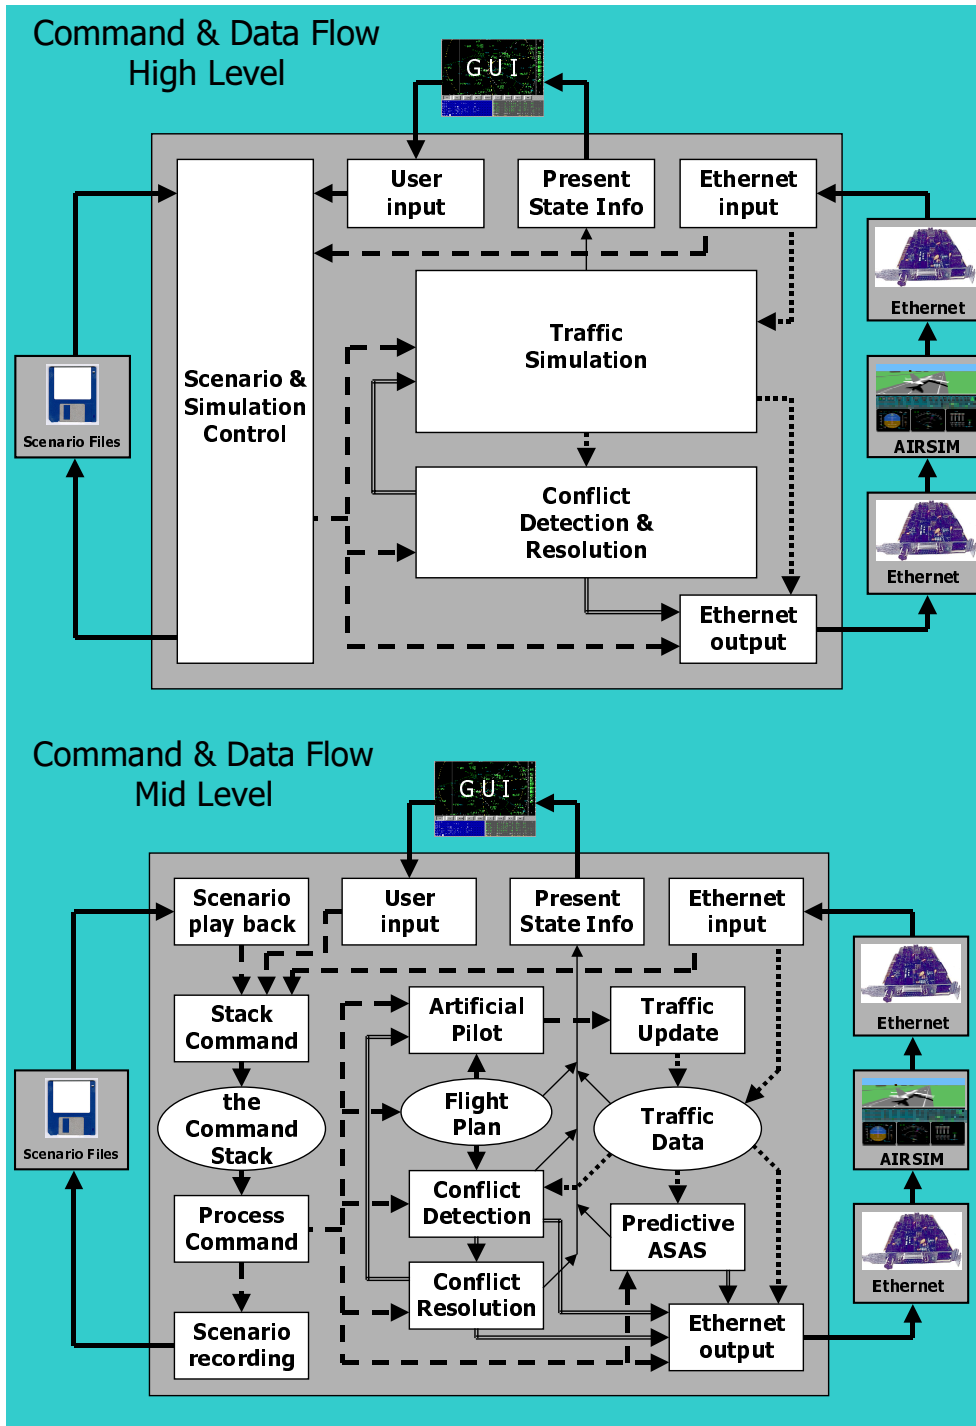 Command & Data Flow
High Level
G U I
User
input
Present
State Info
Ethernet
input
Ethernet
Traffic
Simulation
Scenario &
Simulation
Control
Scenario Files
AIRSIM
Conflict
Detection &
Resolution
Ethernet
Ethernet
output
Command & Data Flow
Mid Level
G U I
Scenario
play back
User
input
Present
State Info
Ethernet
input
Stack
Command
Artificial
Pilot
Traffic
Update
Ethernet
the
Command
Stack
Flight
Plan
Traffic
Data
Scenario Files
AIRSIM
Process
Command
Conflict
Detection
Predictive
ASAS
Conflict
Resolution
Ethernet
Scenario
recording
Ethernet
output